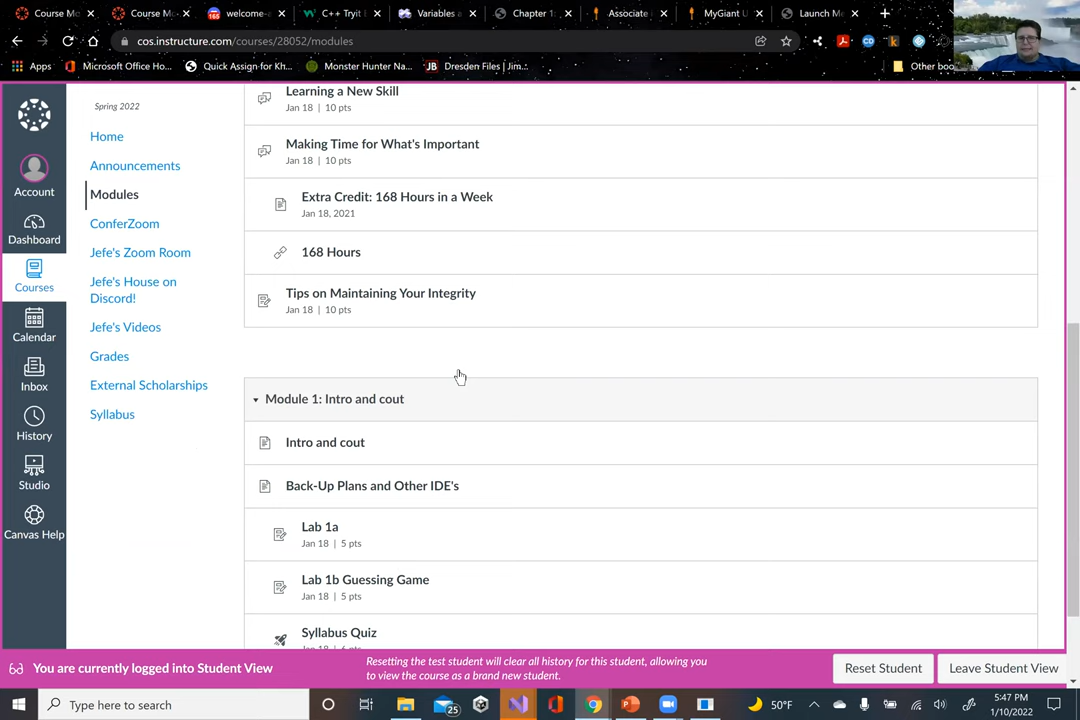 Course Mo
Course Mo
165
welcome-a
C++ Tryit E
Variables a
Chapter 1
Associate
MyGiant U
Launch Me
cos.instructure.com/courses/28052/modules
Apps
Microsoft Office Ho...
Quick Assign for Kh...
Monster Hunter Na...
JB
Dresden Files | Jim...
Other boo
Account
Dashboard
Courses
Calendar
Inbox
History
Studio
Canvas Help
Spring 2022
Home
Announcements
Modules
ConferZoom
Jefe's Zoom Room
Jefe's House on
Discord!
Jefe's Videos
Grades
External Scholarships
Syllabus
Learning a New Skill
Jan 18 | 10 pts
Making Time for What's Important
Jan 18 | 10 pts
Extra Credit: 168 Hours in a Week
Jan 18, 2021
168 Hours
Tips on Maintaining Your Integrity
Jan 18 | 10 pts
Module 1: Intro and cout
Intro and cout
Back-Up Plans and Other IDE's
Lab 1a
Jan 18 | 5 pts
Lab 1b Guessing Game
Jan 18 | 5 pts
Syllabus Quiz
Jan 18 | 6 pts
You are currently logged into Student View
Resetting the test student will clear all history for this student, allowing you
to view the course as a brand new student.
Reset Student
Leave Student View
Type here to search
25
50°F
5:47 PM
1/10/2022